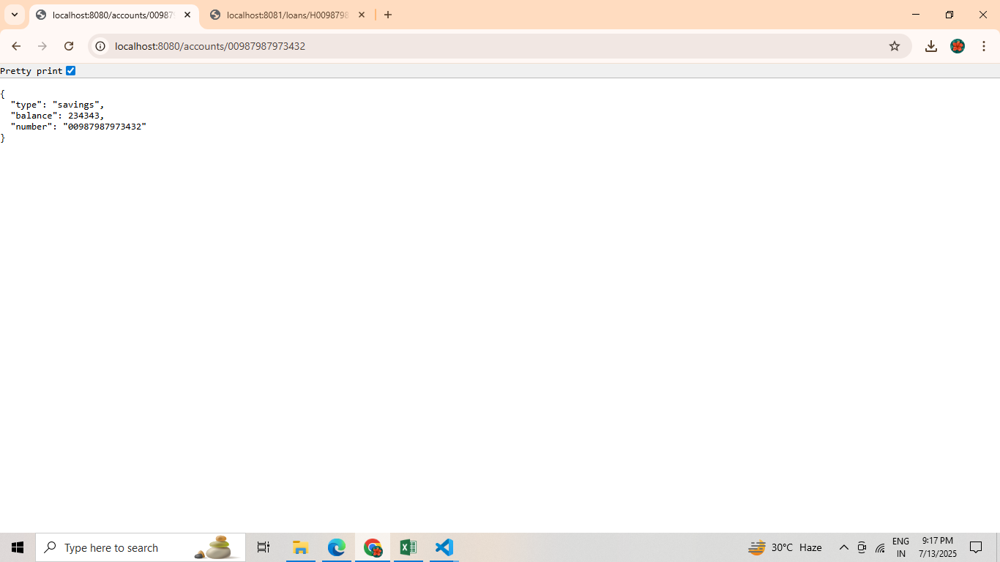 localhost:8080/accounts/00987
localhost:8081/loans/H0098798
localhost:8080/accounts/00987987973432
Pretty print
{
"type": "savings",
"balance": 234343,
"number": "00987987973432"
}
Type here to search
30°C Haze
ENG
IN
9:17 PM
7/13/2025